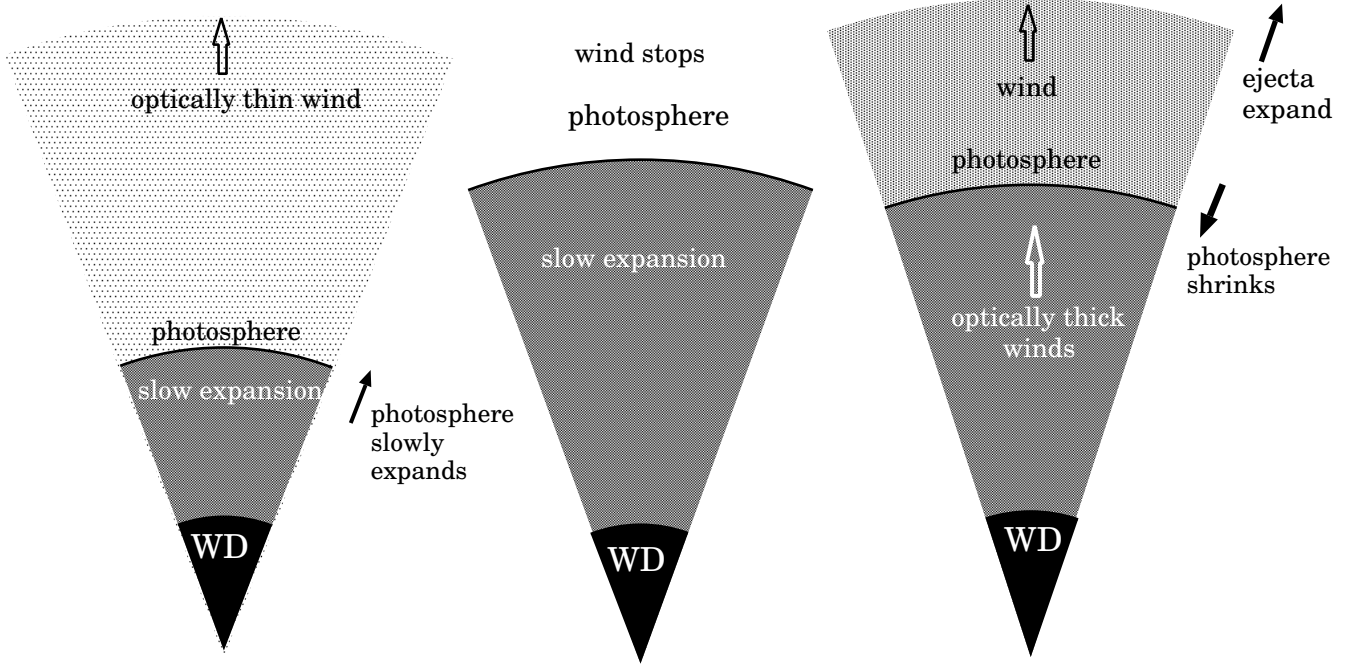 optically thin wind
photosphere
slow expansion
photosphere
slowly
expands
WD
wind stops
photosphere
slow expansion
WD
wind
ejecta
expand
photosphere
photosphere
shrinks
optically thick
winds
WD